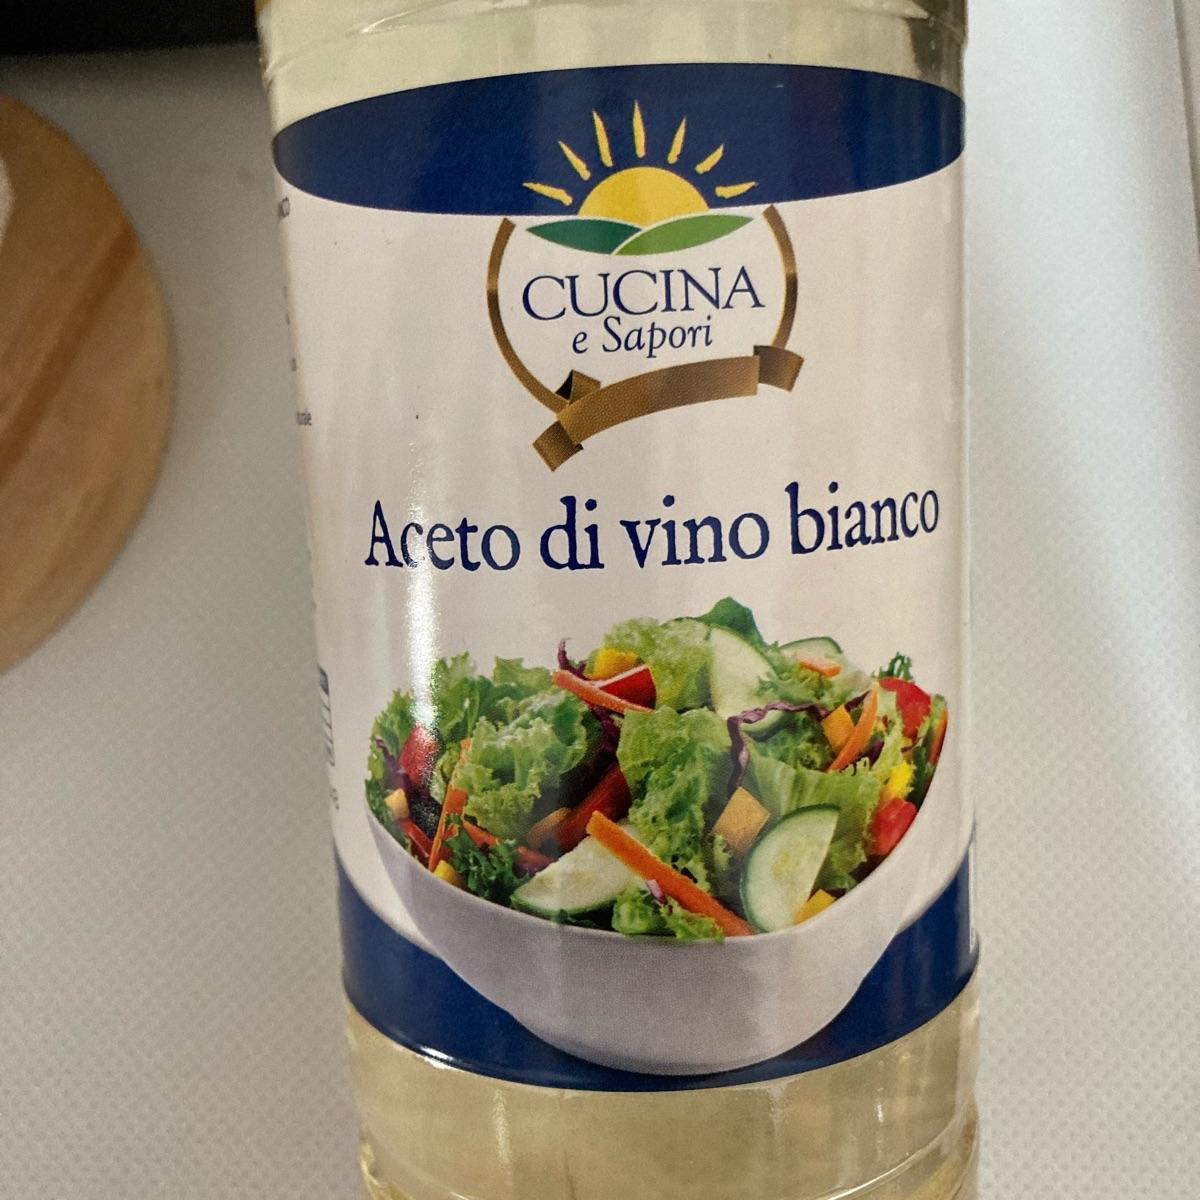 CUCINA
e Sapori
Aceto di vino bianco